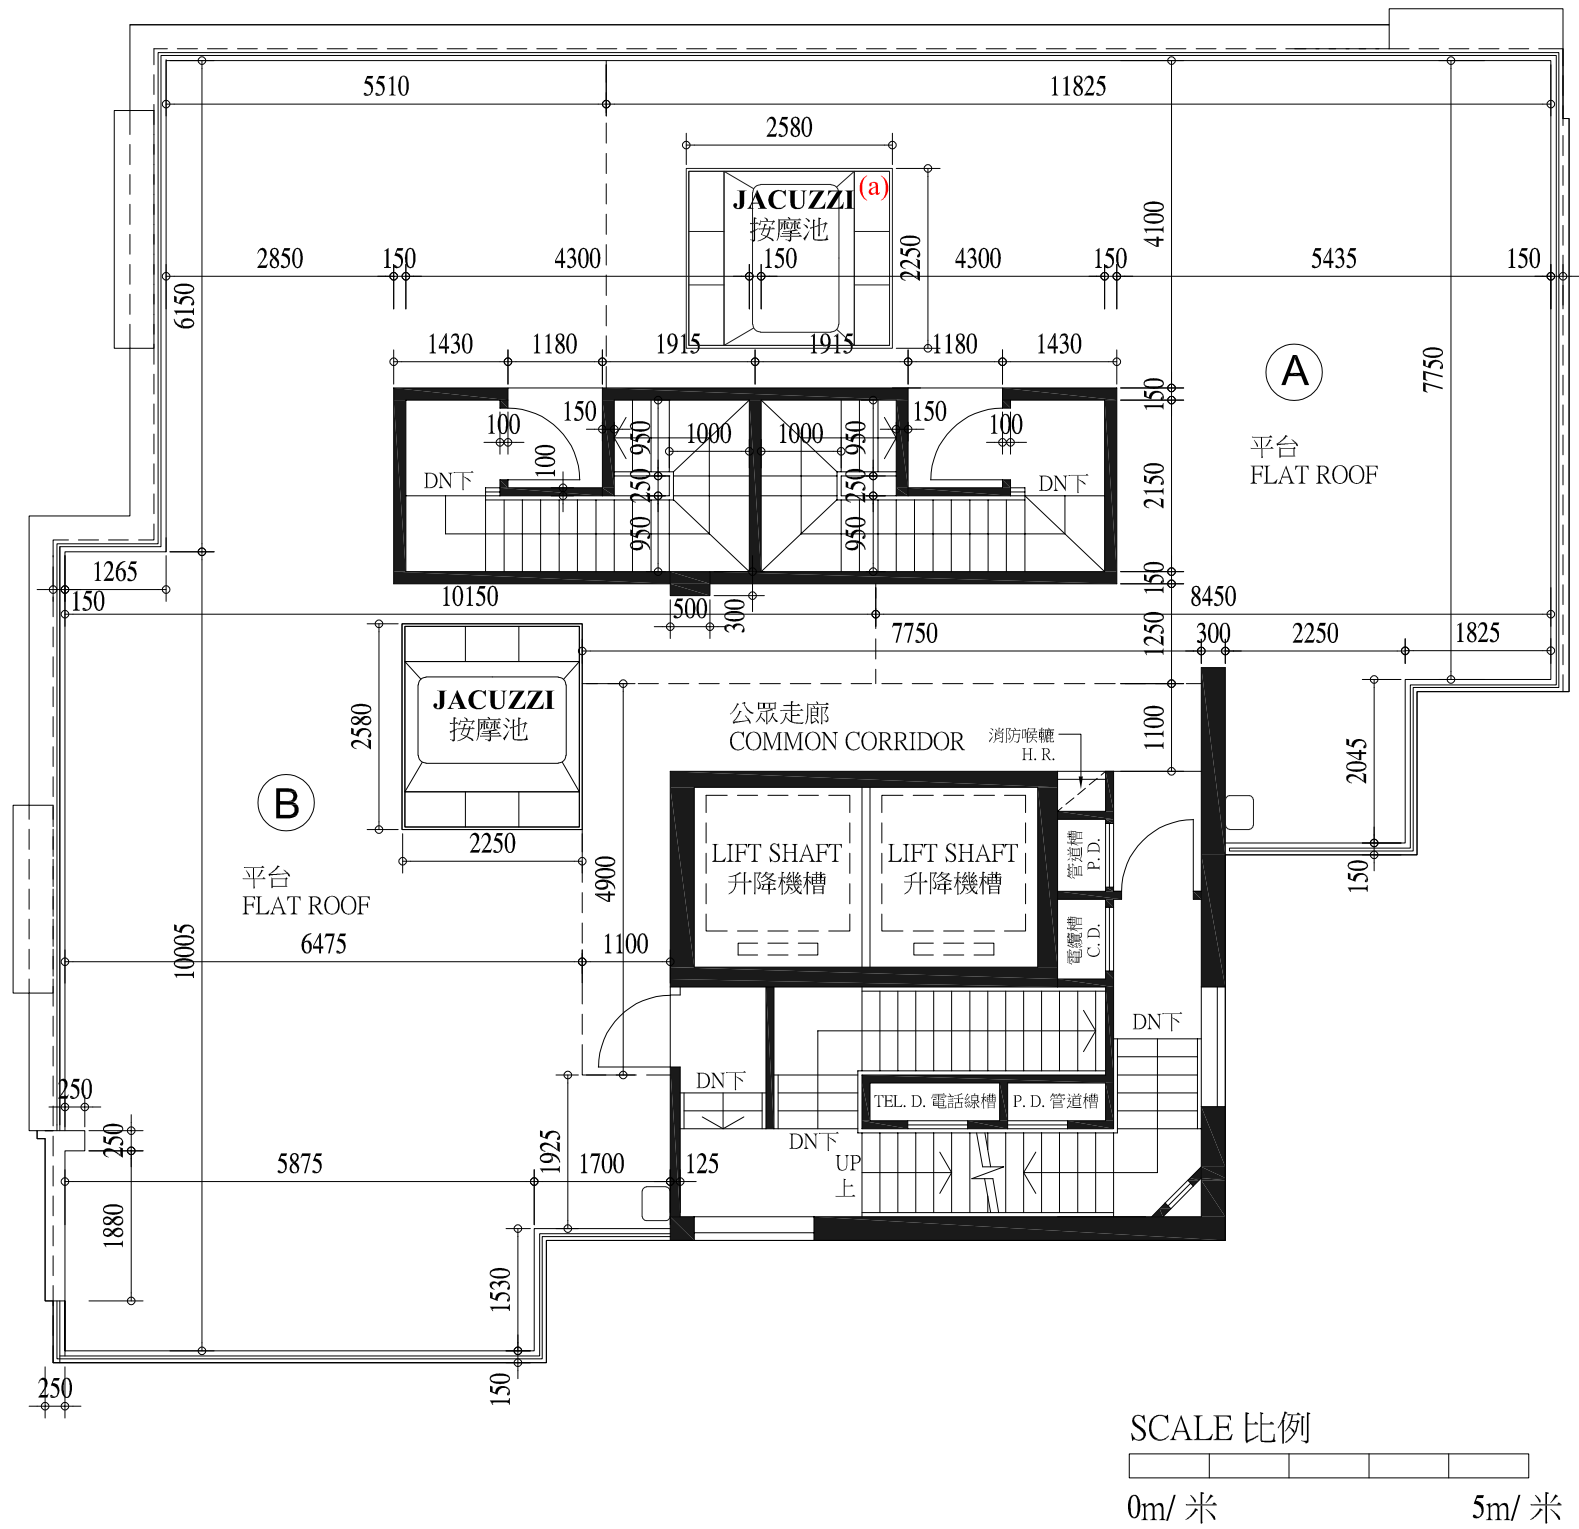 5510
11825
2580
JACUZZI
(a)
按摩池
4100
2250
2850
150
4300
150
4300
150
5435
150
6150
1430
1180
1915
1915
1180
1430
A
7750
150
150
950
950
150
100
1000
1000
100
100
平台
FLAT ROOF
DN下
250
250
DN下
2150
950
950
1265
150
150
10150
500
300
8450
7750
1250
300
2250
1825
JACUZZI
按摩池
2580
公眾走廊
COMMON CORRIDOR
消防喉轆
H. R.
1100
2045
B
2250
LIFT SHAFT
升降機槽
LIFT SHAFT
升降機槽
管道槽
P. D.
平台
FLAT ROOF
4900
150
10005
6475
1100
電纜槽
C. D.
DN下
DN下
250
TEL. D. 電話線槽
P. D. 管道槽
250
1925
DN下
5875
1700
125
UP
上
1880
1530
250
150
SCALE 比例
0m/ 米
5m/ 米